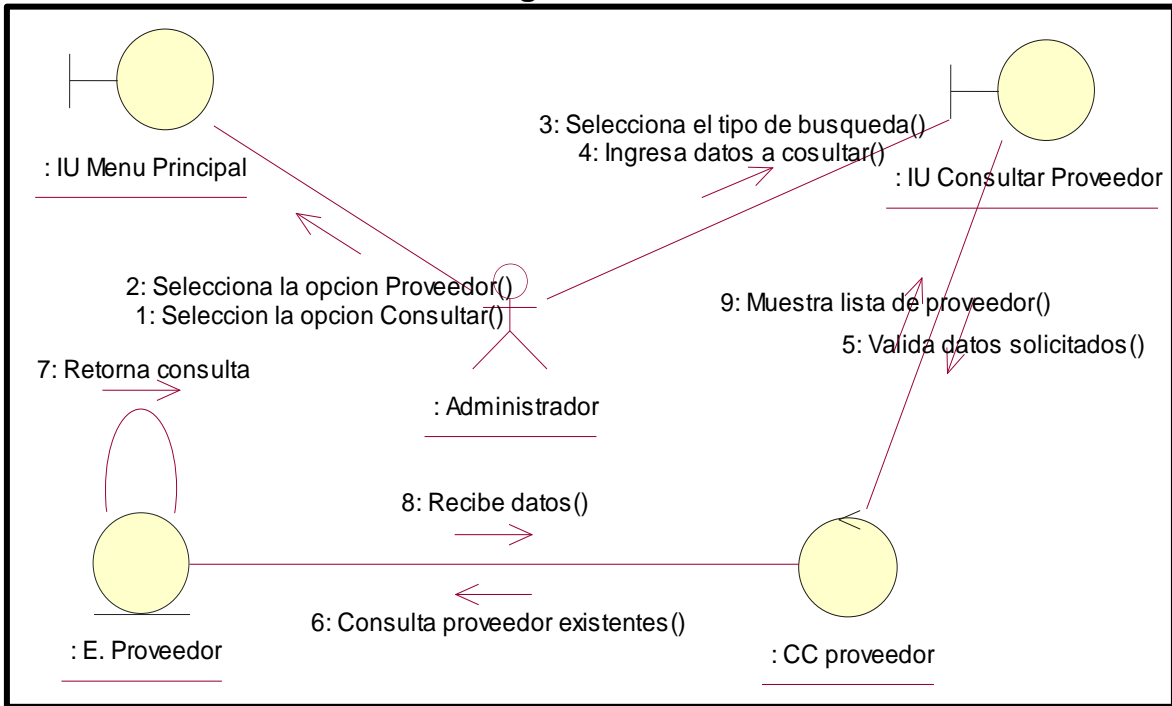 : IU Menu Principal
3: Selecciona el tipo de busqueda()
4: Ingresa datos a cosultar()
: IU Consultar Proveedor
2: Selecciona la opcion Proveedor()
1: Seleccion la opcion Consultar()
9: Muestra lista de proveedor()
5: Valida datos solicitados()
7: Retorna consulta
: Administrador
8: Recibe datos()
6: Consulta proveedor existentes()
: E. Proveedor
: CC proveedor